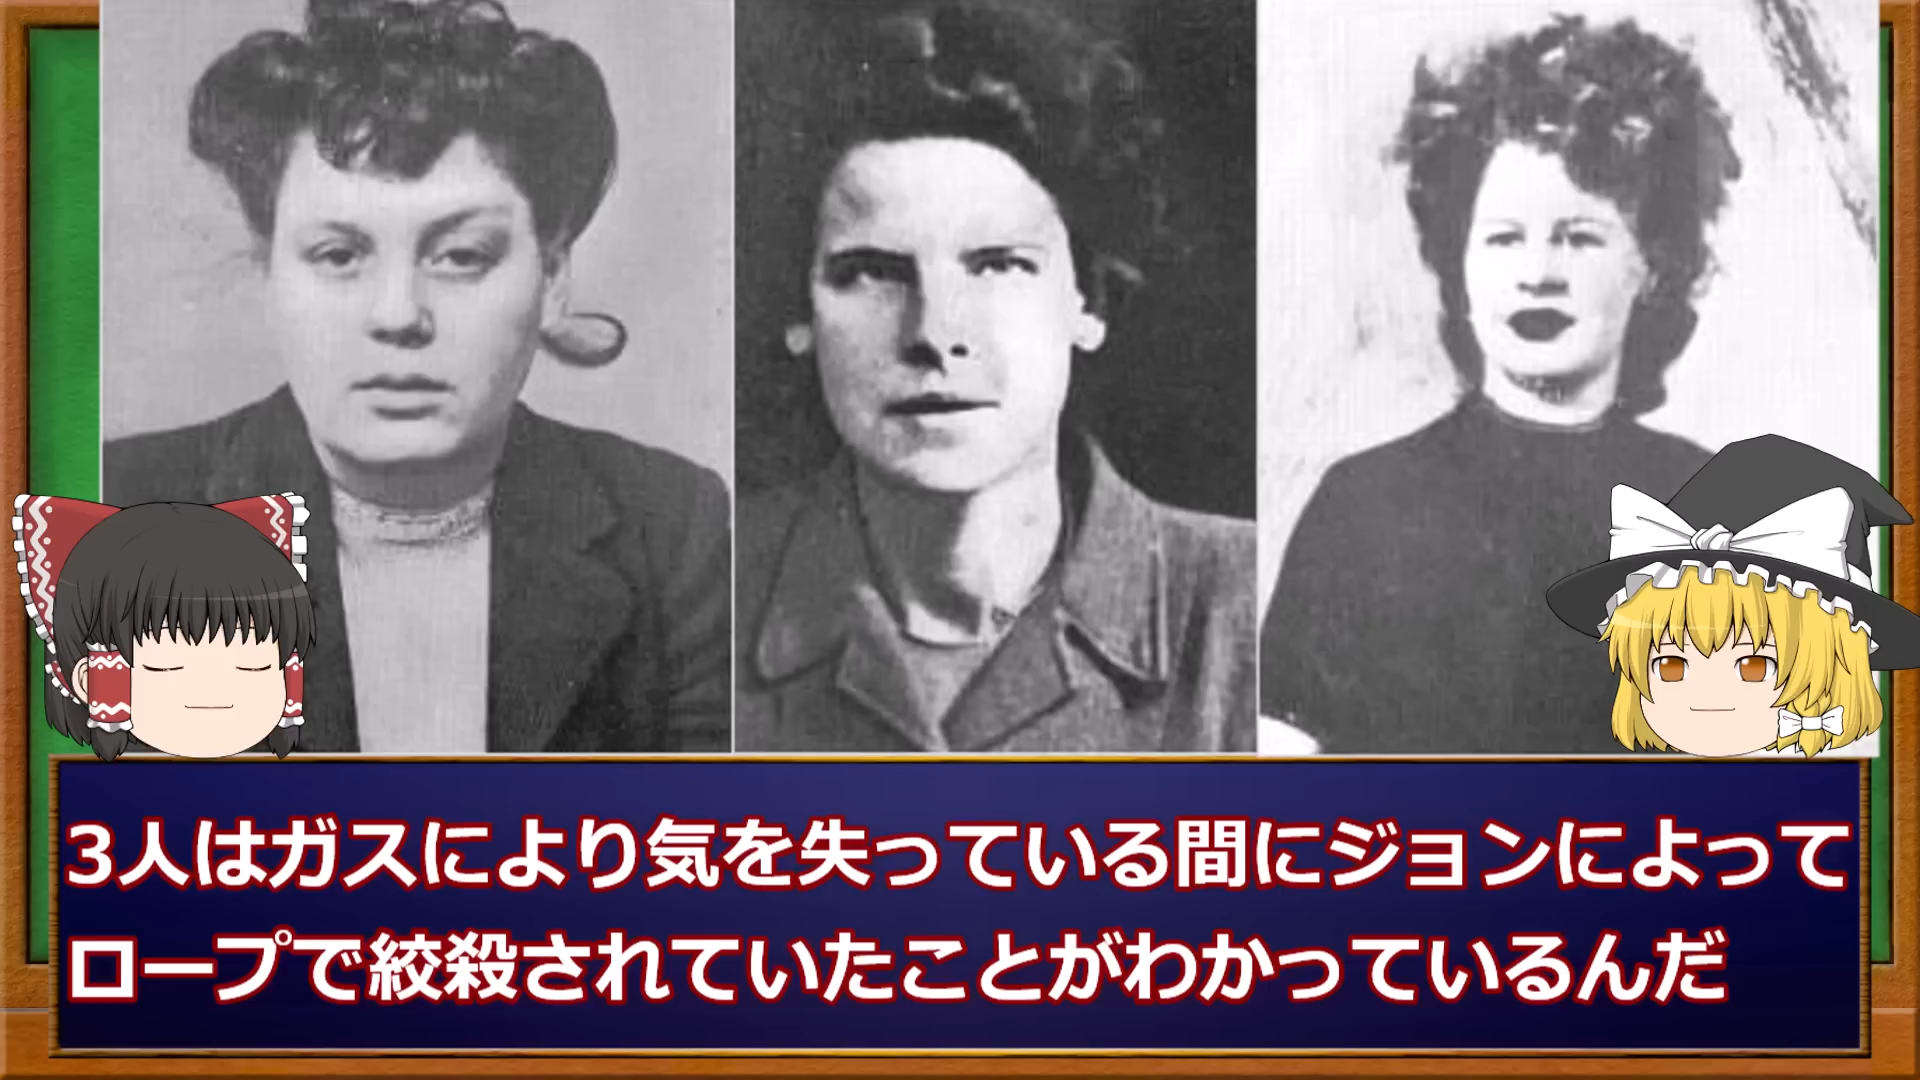 3人はガスにより気を失っている間にジョンによって
ロープで絞殺されていたことがわかっているんだ